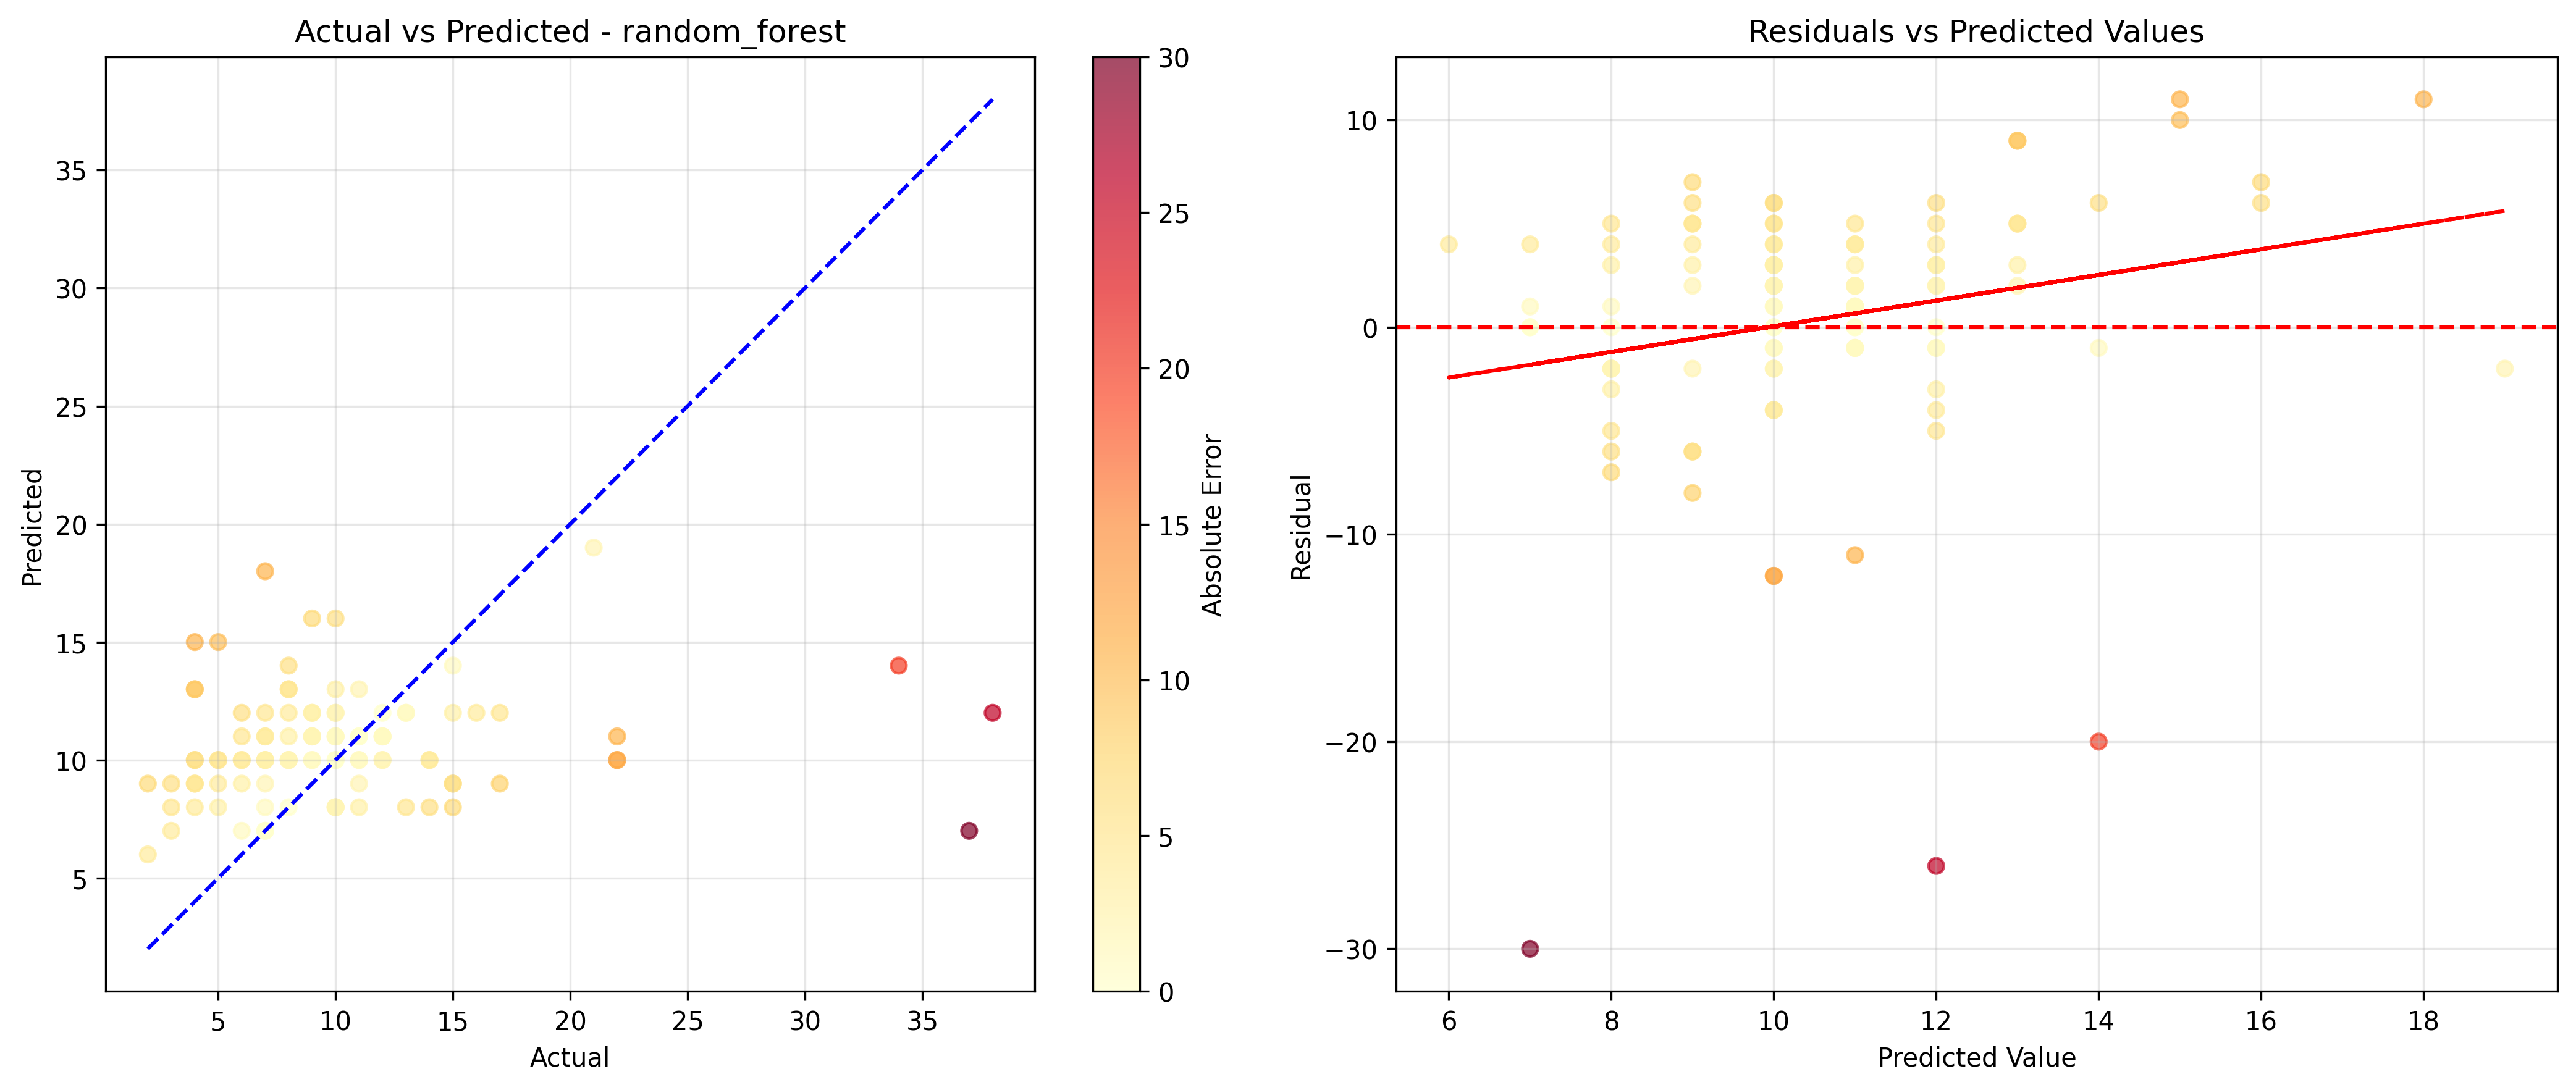 Actual vs Predicted - random_forest
35
30
25
20
15
10
5
Predicted
5 10 15 20 25 30 35
Actual
30
25
20
15
10
5
0
Absolute Error
Residuals vs Predicted Values
10
0
−10
−20
−30
Residual
6 8 10 12 14 16 18
Predicted Value